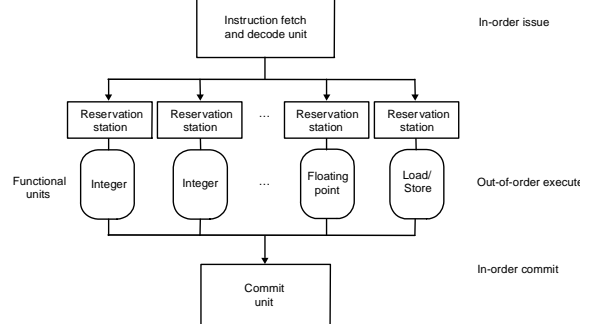 Instruction fetch
and decode unit
In-order issue
Reservation
station
Reservation
station
...
Reservation
station
Reservation
station
Functional
units
Integer
Integer
...
Floating
point
Load/
Store
Out-of-order execute
In-order commit
Commit
unit